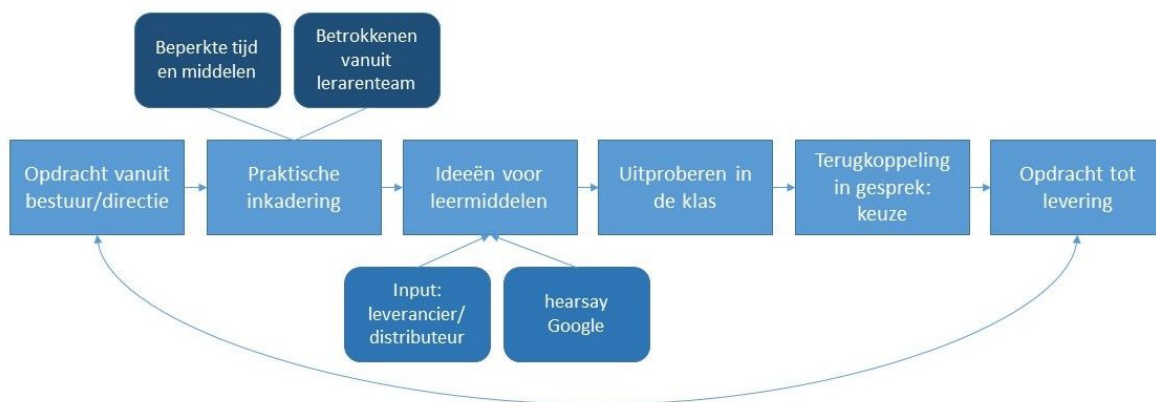 Beperkte tijd
en middelen
Betrokkenen
vanuit
lerarenteam
Opdracht vanuit
bestuur/directie
Praktische
inkadering
Ideeën voor
leermiddelen
Uitproberen in
de klas
Terugkoppeling
in gesprek:
keuze
Opdracht tot
levering
Input:
leverancier/
distributeur
hearsay
Google